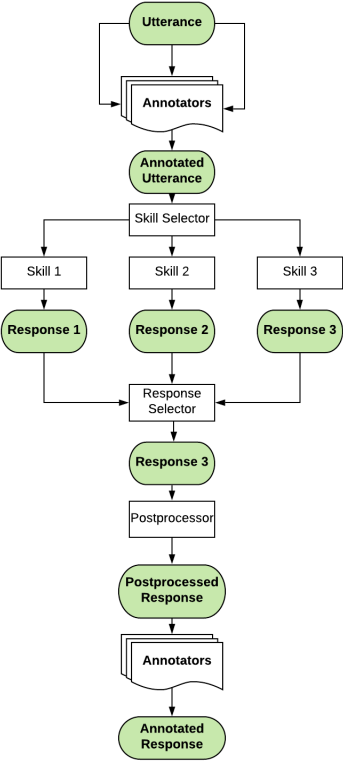 Utterance
Annotators
Annotated
Utterance
Skill Selector
Skill 1
Skill 2
Skill 3
Response 1
Response 2
Response 3
Response
Selector
Response 3
Postprocessor
Postprocessed
Response
Annotators
Annotated
Response